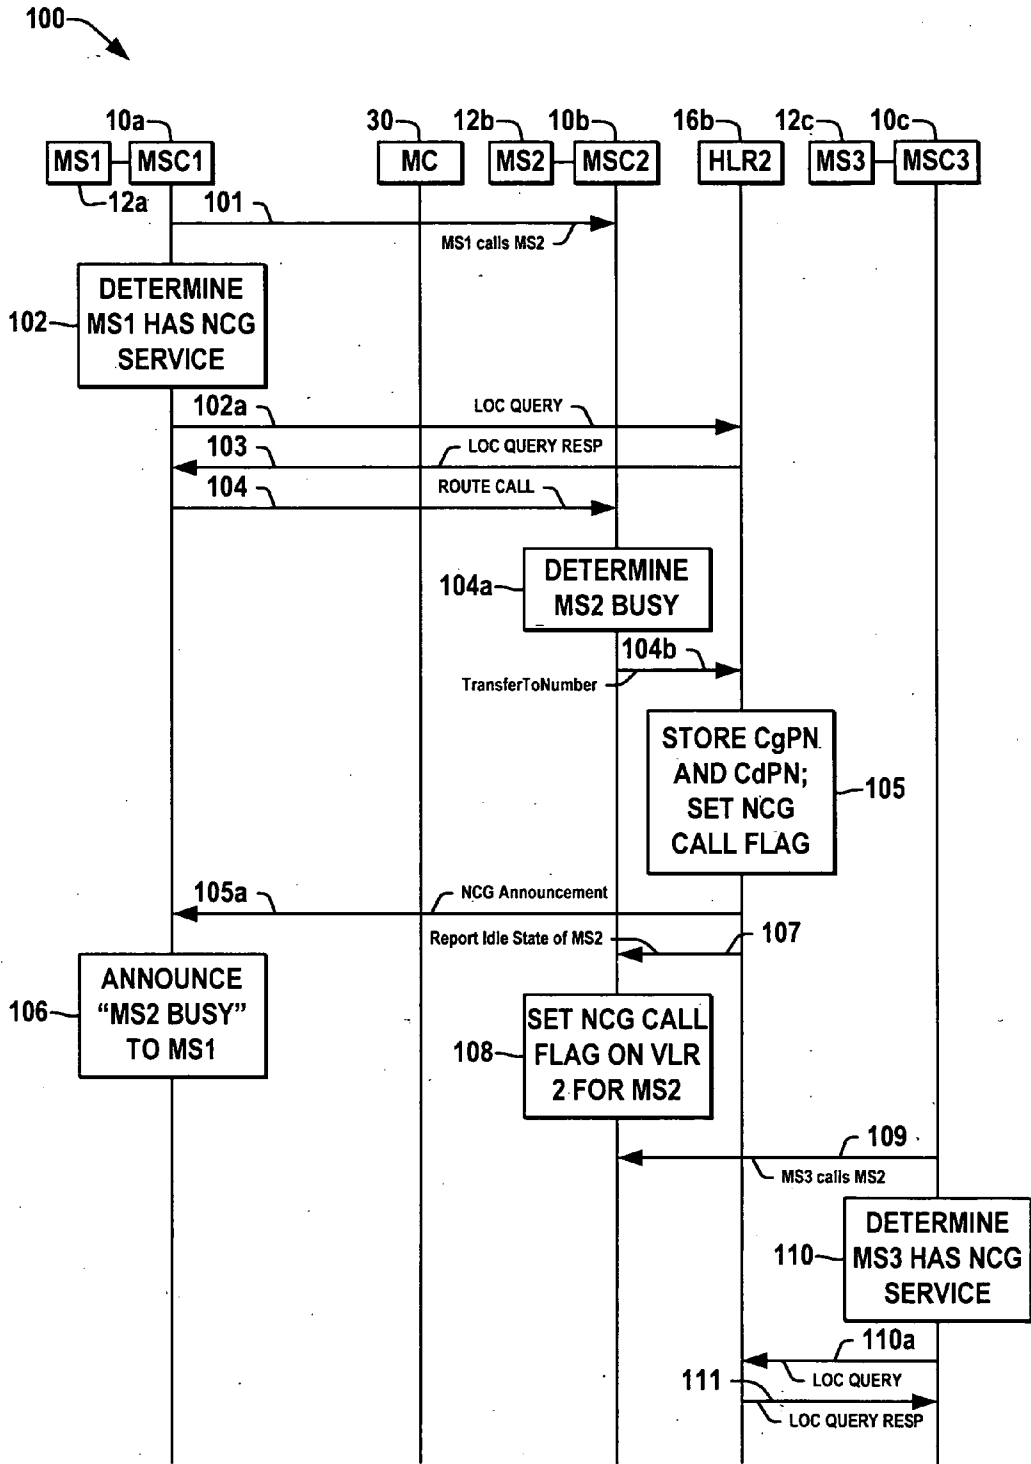 100
10a 30 12b 10b 16b 12c 10c
MS1 MSC1 MC MS2 MSC2 HLR2 MS3 MSC3
12a
101
MS1 calls MS2
DETERMINE
MS1 HAS NCG
SERVICE
102
102a
LOC QUERY
103
LOC QUERY RESP
104
ROUTE CALL
104a
DETERMINE
MS2 BUSY
104b
TransferToNumber
STORE CgPN
AND CdPN;
SET NCG
CALL FLAG
105
105a
NCG Announcement
Report Idle State of MS2
107
106
ANNOUNCE
“MS2 BUSY”
TO MS1
108
SET NCG CALL
FLAG ON VLR
2 FOR MS2
109
MS3 calls MS2
110
DETERMINE
MS3 HAS NCG
SERVICE
110a
LOC QUERY
111
LOC QUERY RESP